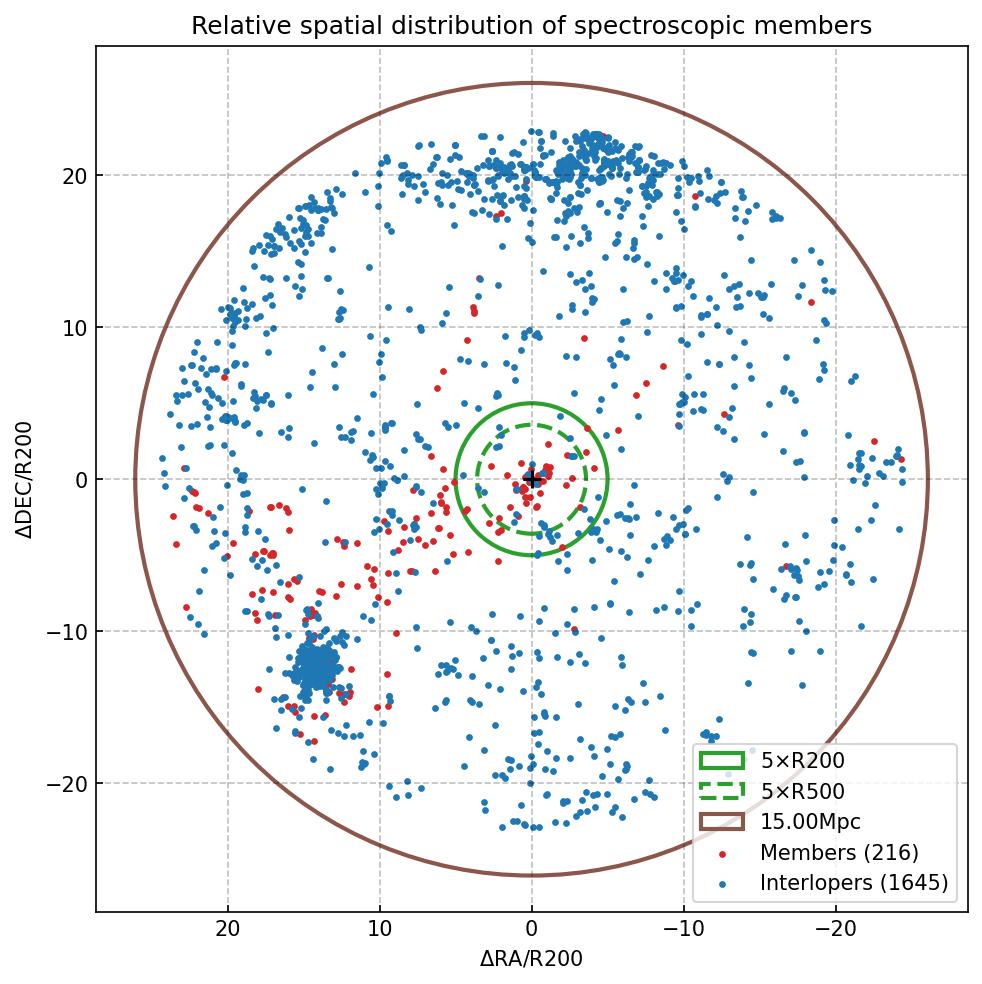 Relative spatial distribution of spectroscopic members
ΔDEC/R200
20
10
0
−10
−20
20
10
0
−10
−20
ΔRA/R200
5×R200
5×R500
15.00Mpc
Members (216)
Interlopers (1645)